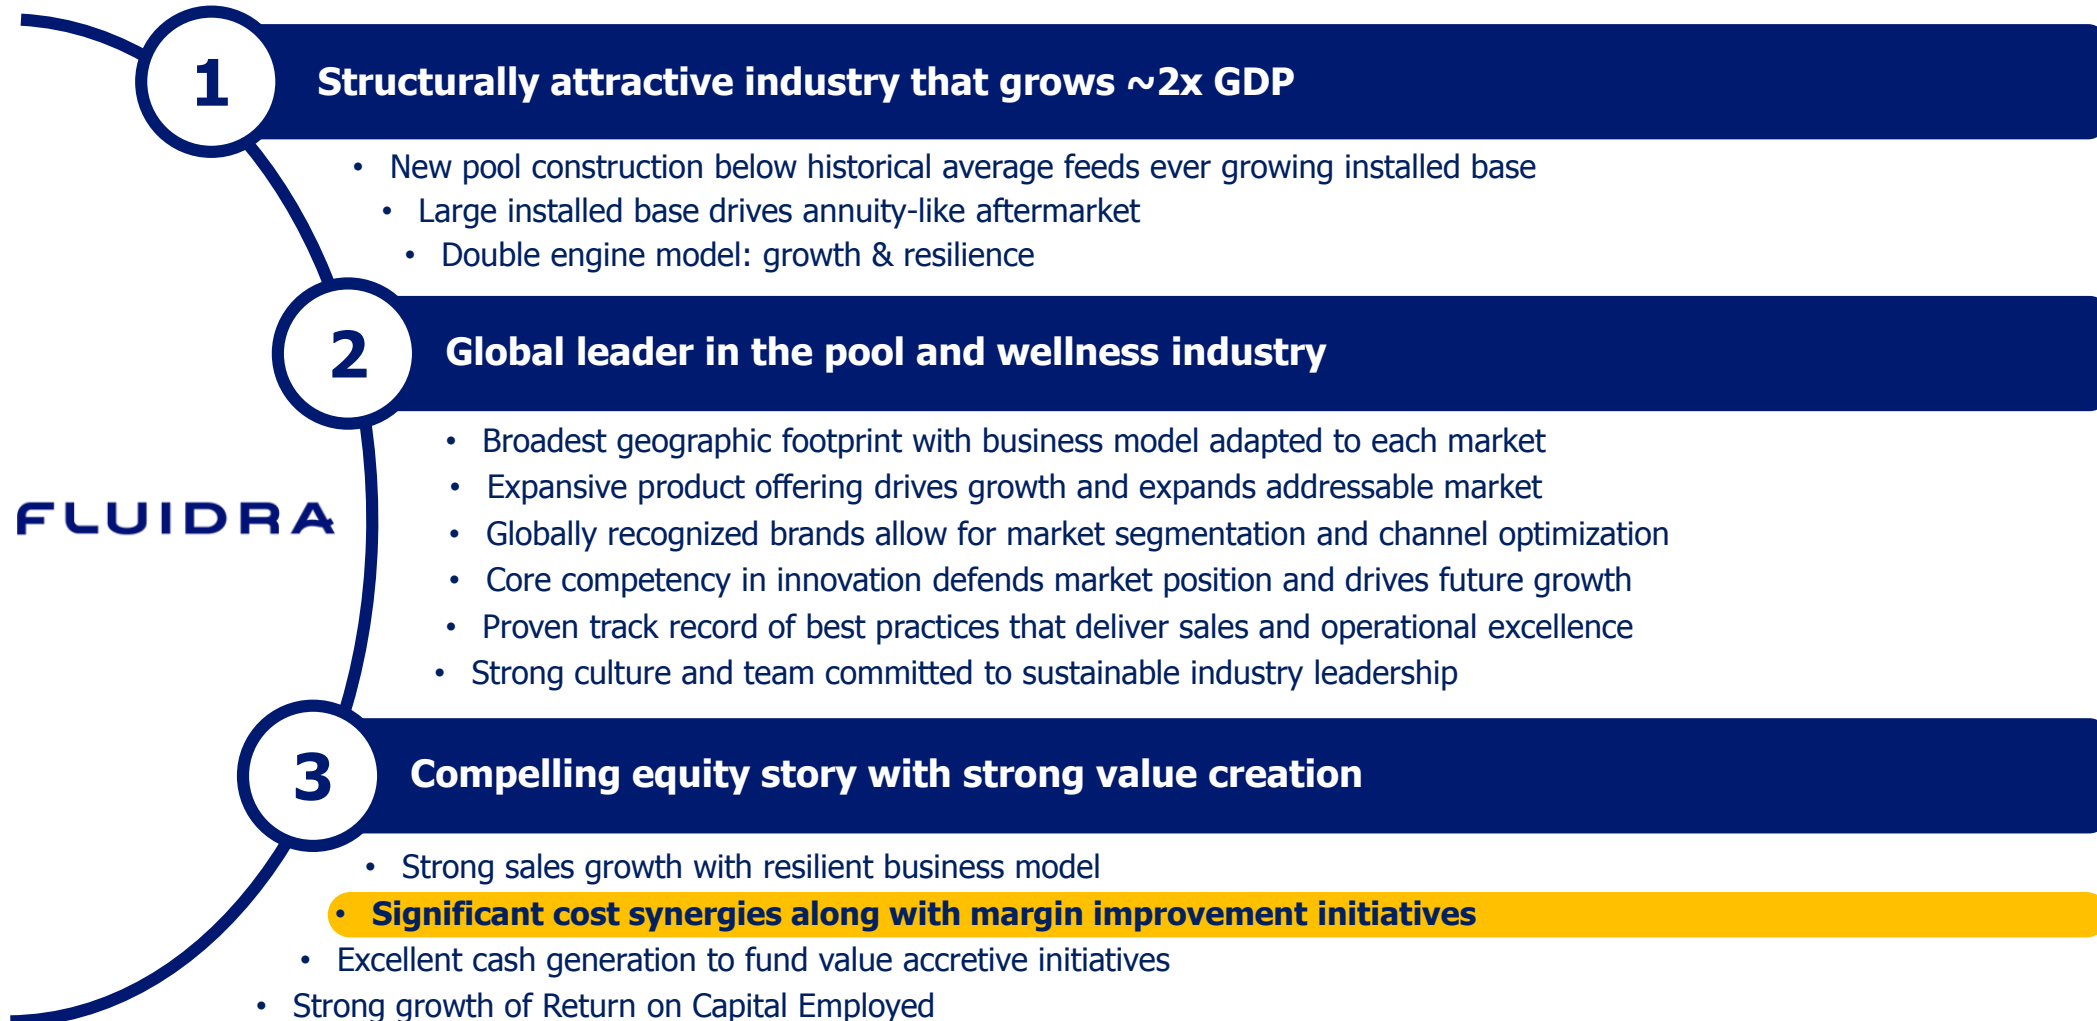 1
Structurally attractive industry that grows ~2x GDP
• New pool construction below historical average feeds ever growing installed base
• Large installed base drives annuity-like aftermarket
• Double engine model: growth & resilience
2
Global leader in the pool and wellness industry
• Broadest geographic footprint with business model adapted to each market
• Expansive product offering drives growth and expands addressable market
FLUIDRA
• Globally recognized brands allow for market segmentation and channel optimization
• Core competency in innovation defends market position and drives future growth
• Proven track record of best practices that deliver sales and operational excellence
• Strong culture and team committed to sustainable industry leadership
3
Compelling equity story with strong value creation
• Strong sales growth with resilient business model
• Significant cost synergies along with margin improvement initiatives
• Excellent cash generation to fund value accretive initiatives
• Strong growth of Return on Capital Employed